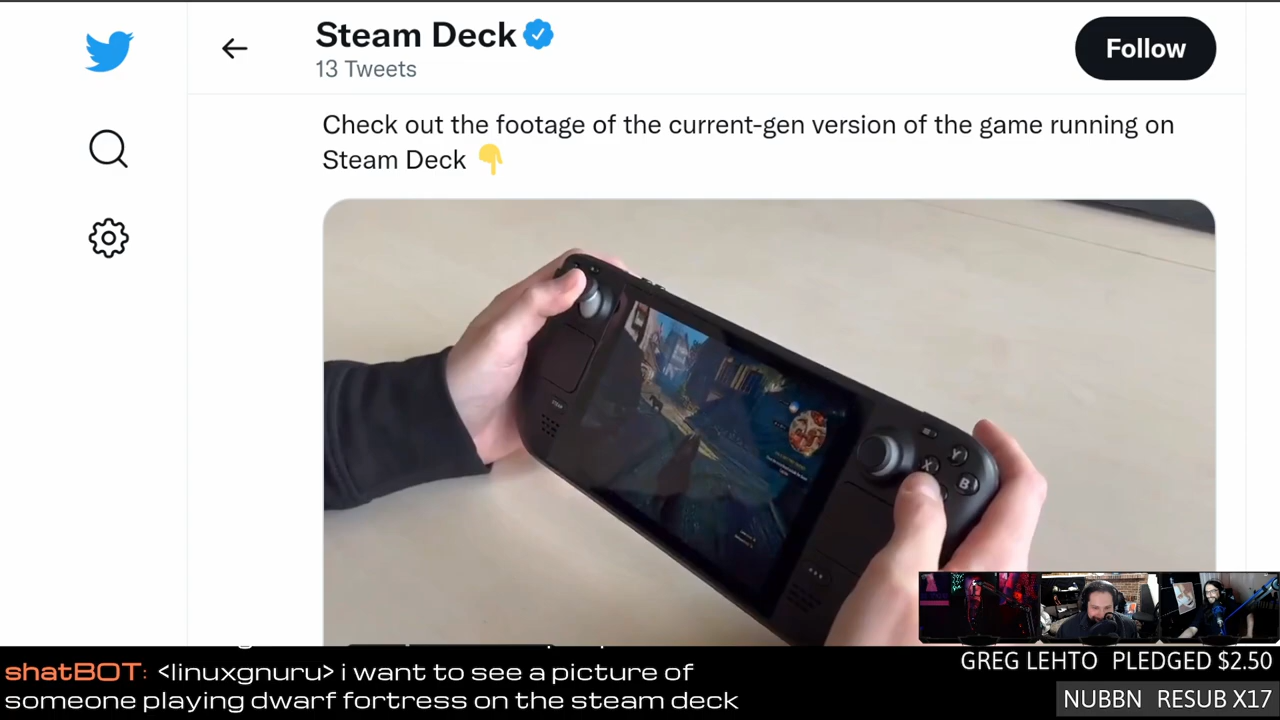 Steam Deck
13 Tweets
Follow
Check out the footage of the current-gen version of the game running on
Steam Deck 👇
STEAM
X
Y
B
shatBOT: <linuxgnuru> i want to see a picture of
someone playing dwarf fortress on the steam deck
GREG LEHTO PLEDGED $2.50
NUBBN RESUB X17